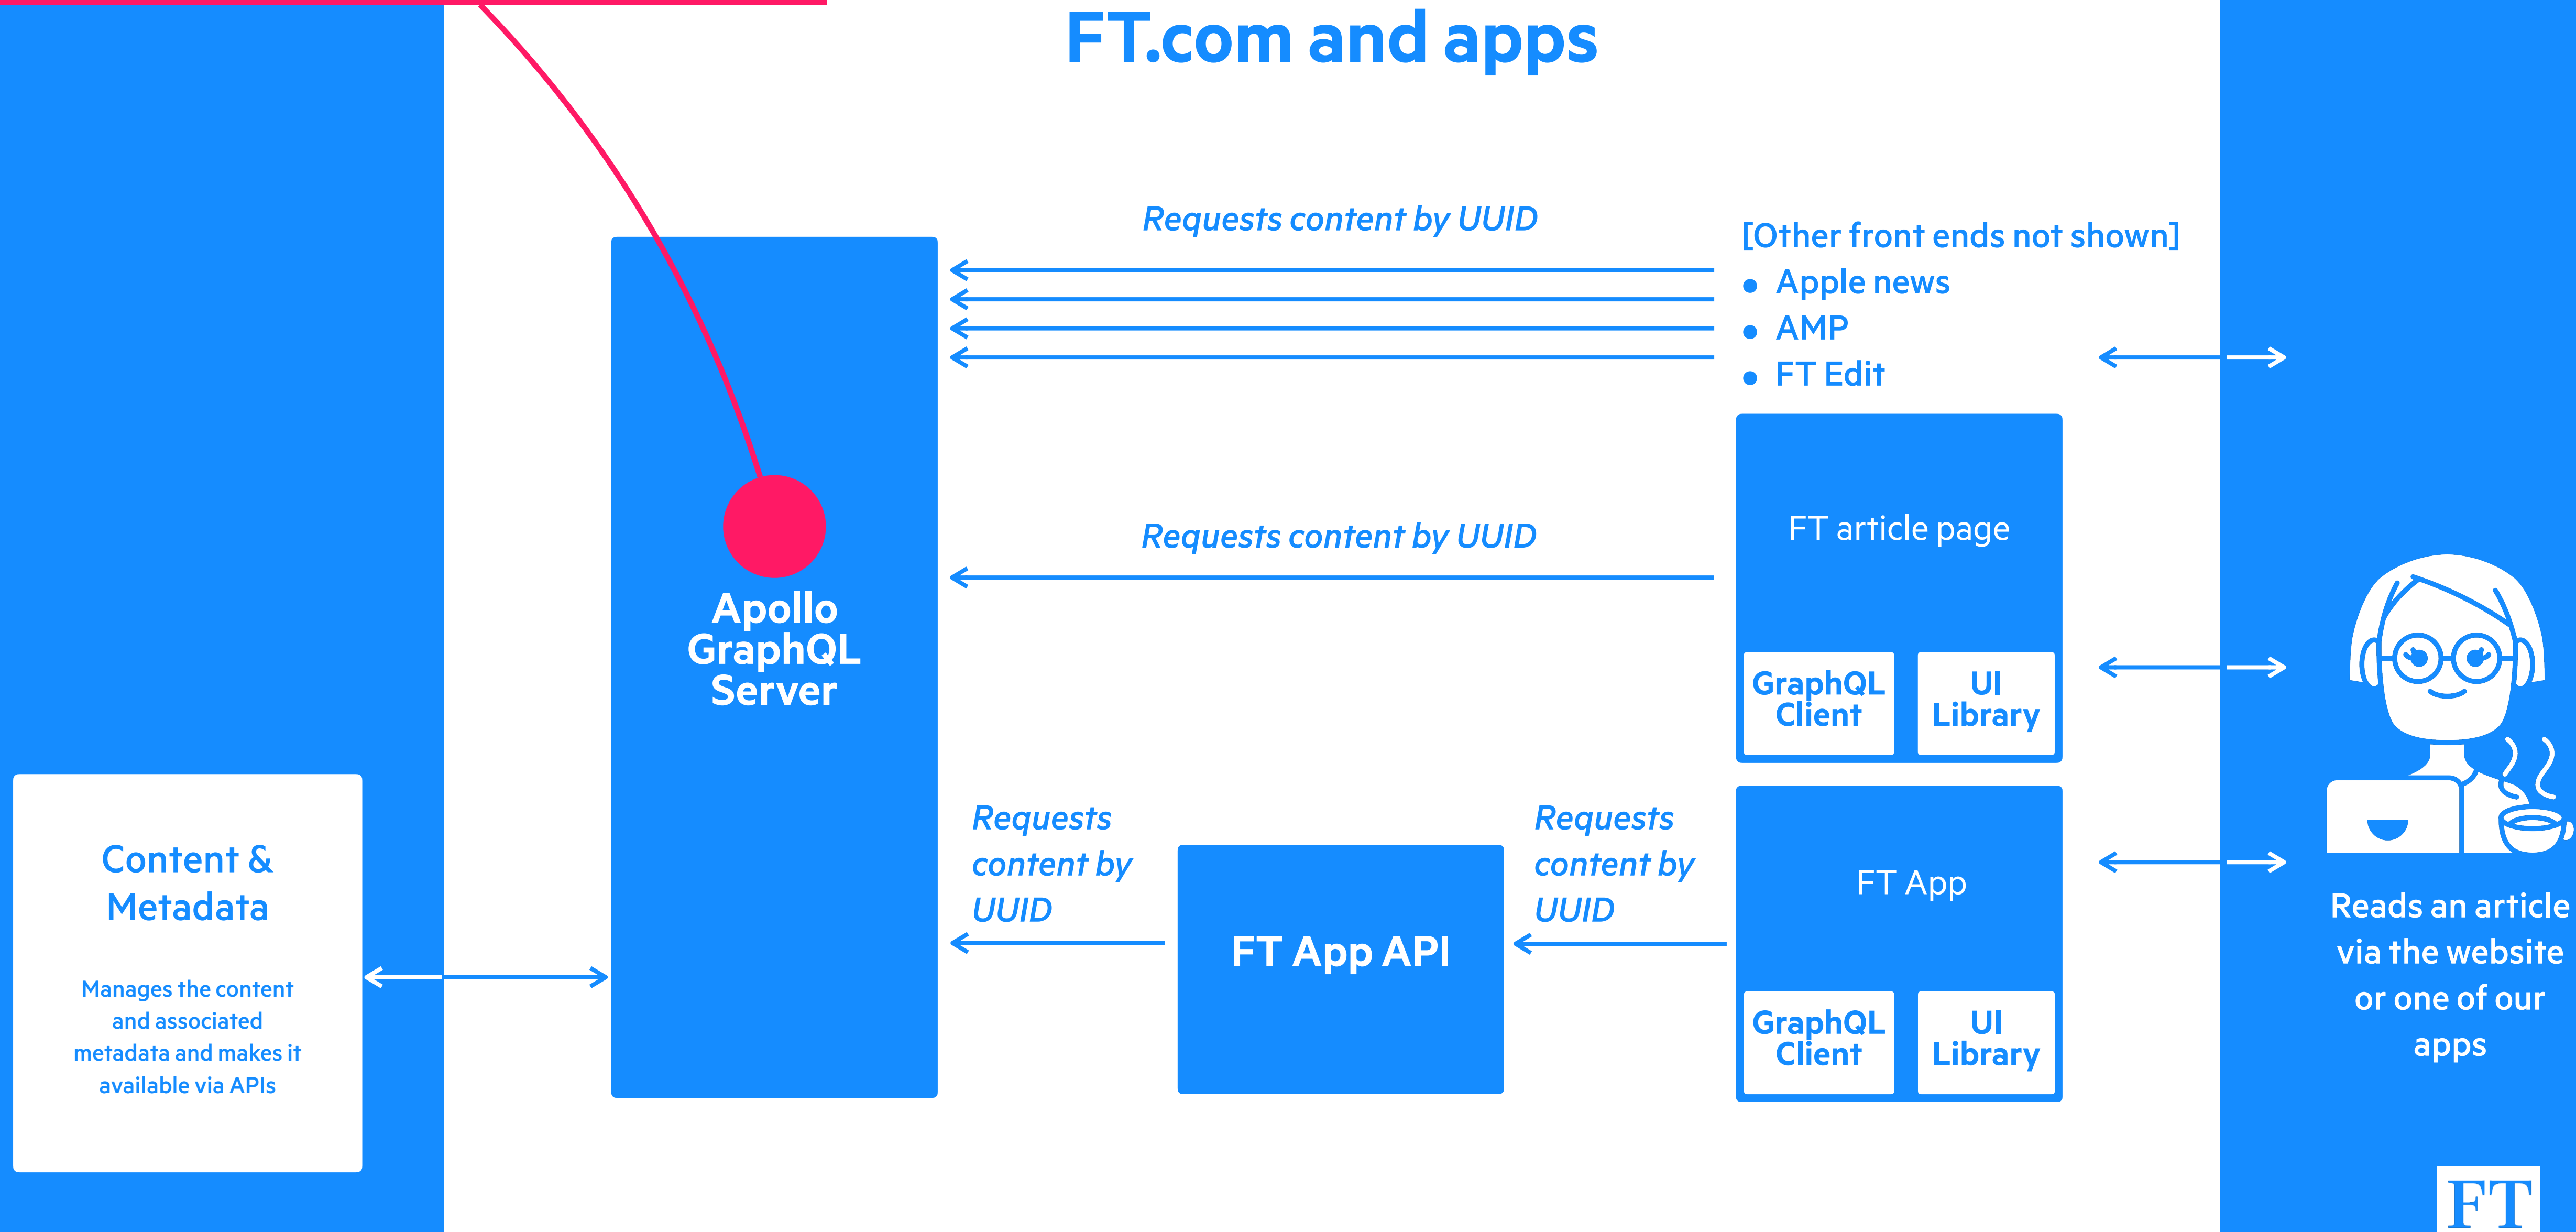 FT.com and apps
Requests content by UUID
[Other front ends not shown]
• Apple news
• AMP
• FT Edit
FT article page
Requests content by UUID
Apollo
GraphQL
Server
GraphQL
Client
UI
Library
Requests
content by
UUID
Requests
content by
UUID
Content &
Metadata
Manages the content
and associated
metadata and makes it
available via APIs
FT App API
FT App
GraphQL
Client
UI
Library
Reads an article
via the website
or one of our
apps
FT